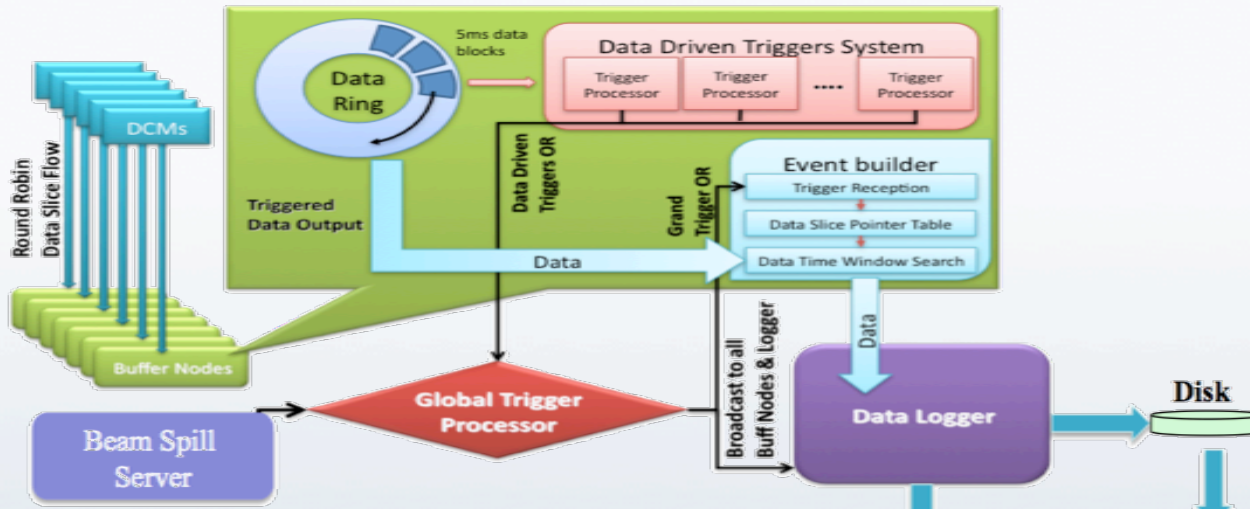 5ms data
blocks
Data
Ring
Data Driven Triggers System
Trigger
Processor
Trigger
Processor
....
Trigger
Processor
DCMs
Round Robin
Data Slice Flow
Data Driven
Triggers OR
Triggered
Data Output
Grand
Trigger OR
Event builder
Trigger Reception
Data Slice Pointer Table
Data Time Window Search
Data
Data
Buffer Nodes
Global Trigger
Processor
Beam Spill
Server
Broadcast to all
Buff Nodes & Logger
Data Logger
Disk